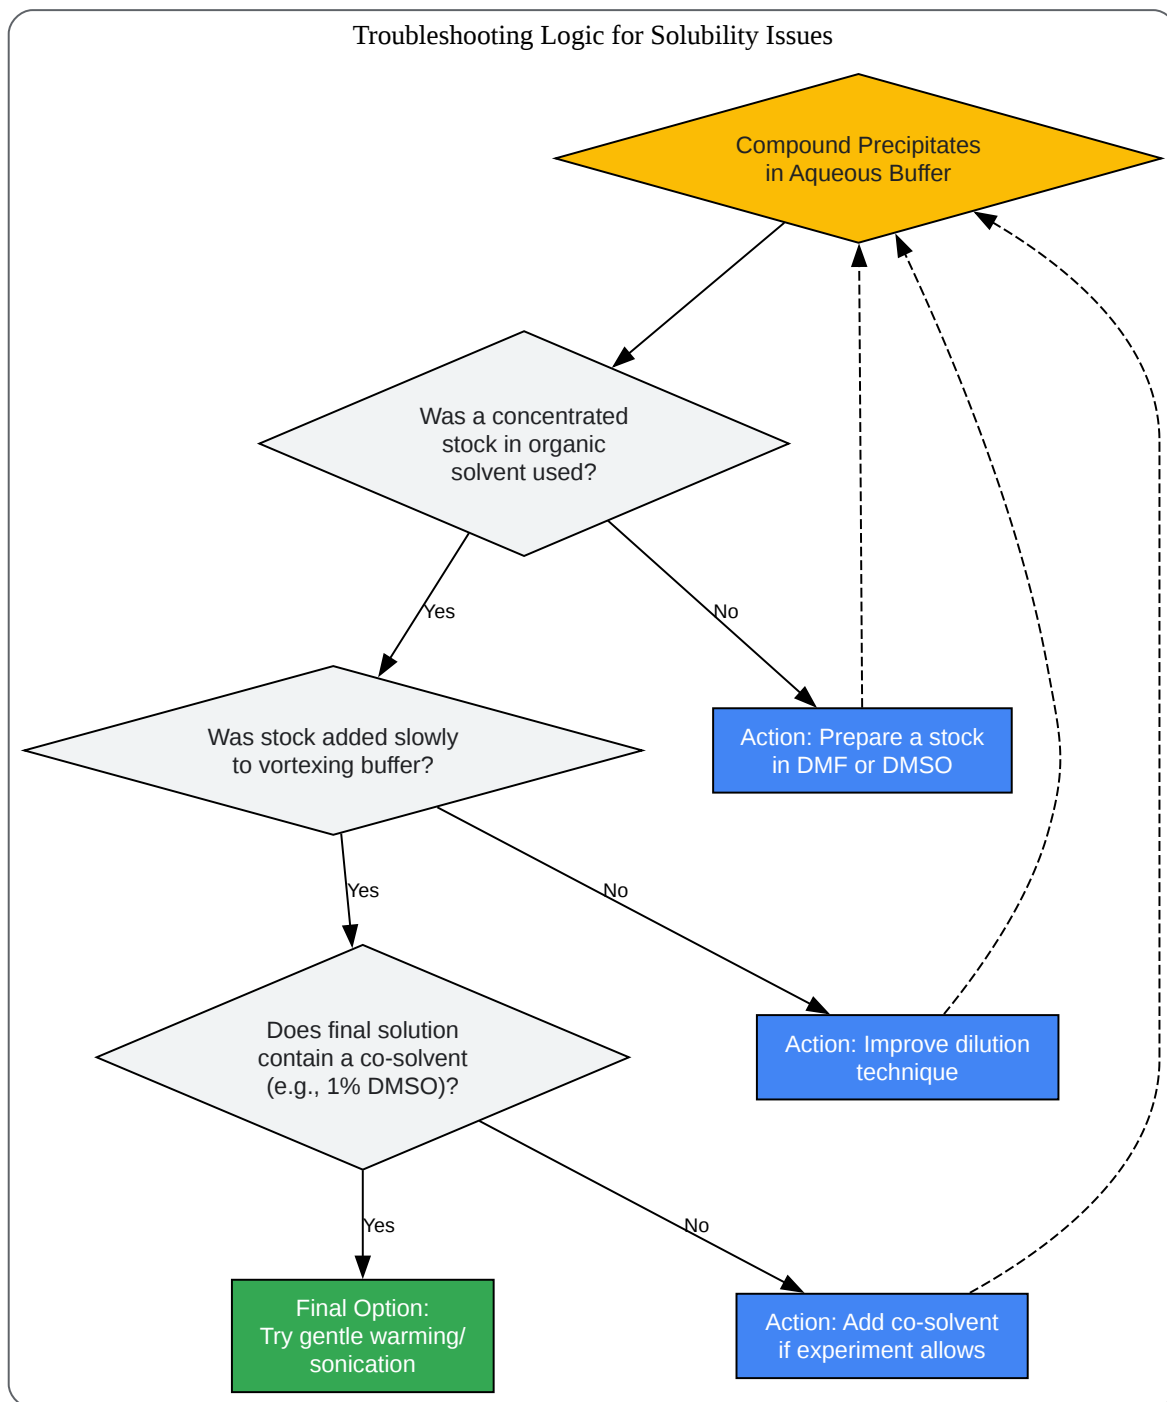 Troubleshooting Logic for Solubility Issues
Compound Precipitates
in Aqueous Buffer
Was a concentrated
stock in organic
solvent used?
Yes
No
Was stock added slowly
to vortexing buffer?
Action: Prepare a stock
in DMF or DMSO
Yes
No
Does final solution
contain a co-solvent
(e.g., 1% DMSO)?
Action: Improve dilution
technique
Yes
No
Final Option:
Try gentle warming/
sonication
Action: Add co-solvent
if experiment allows